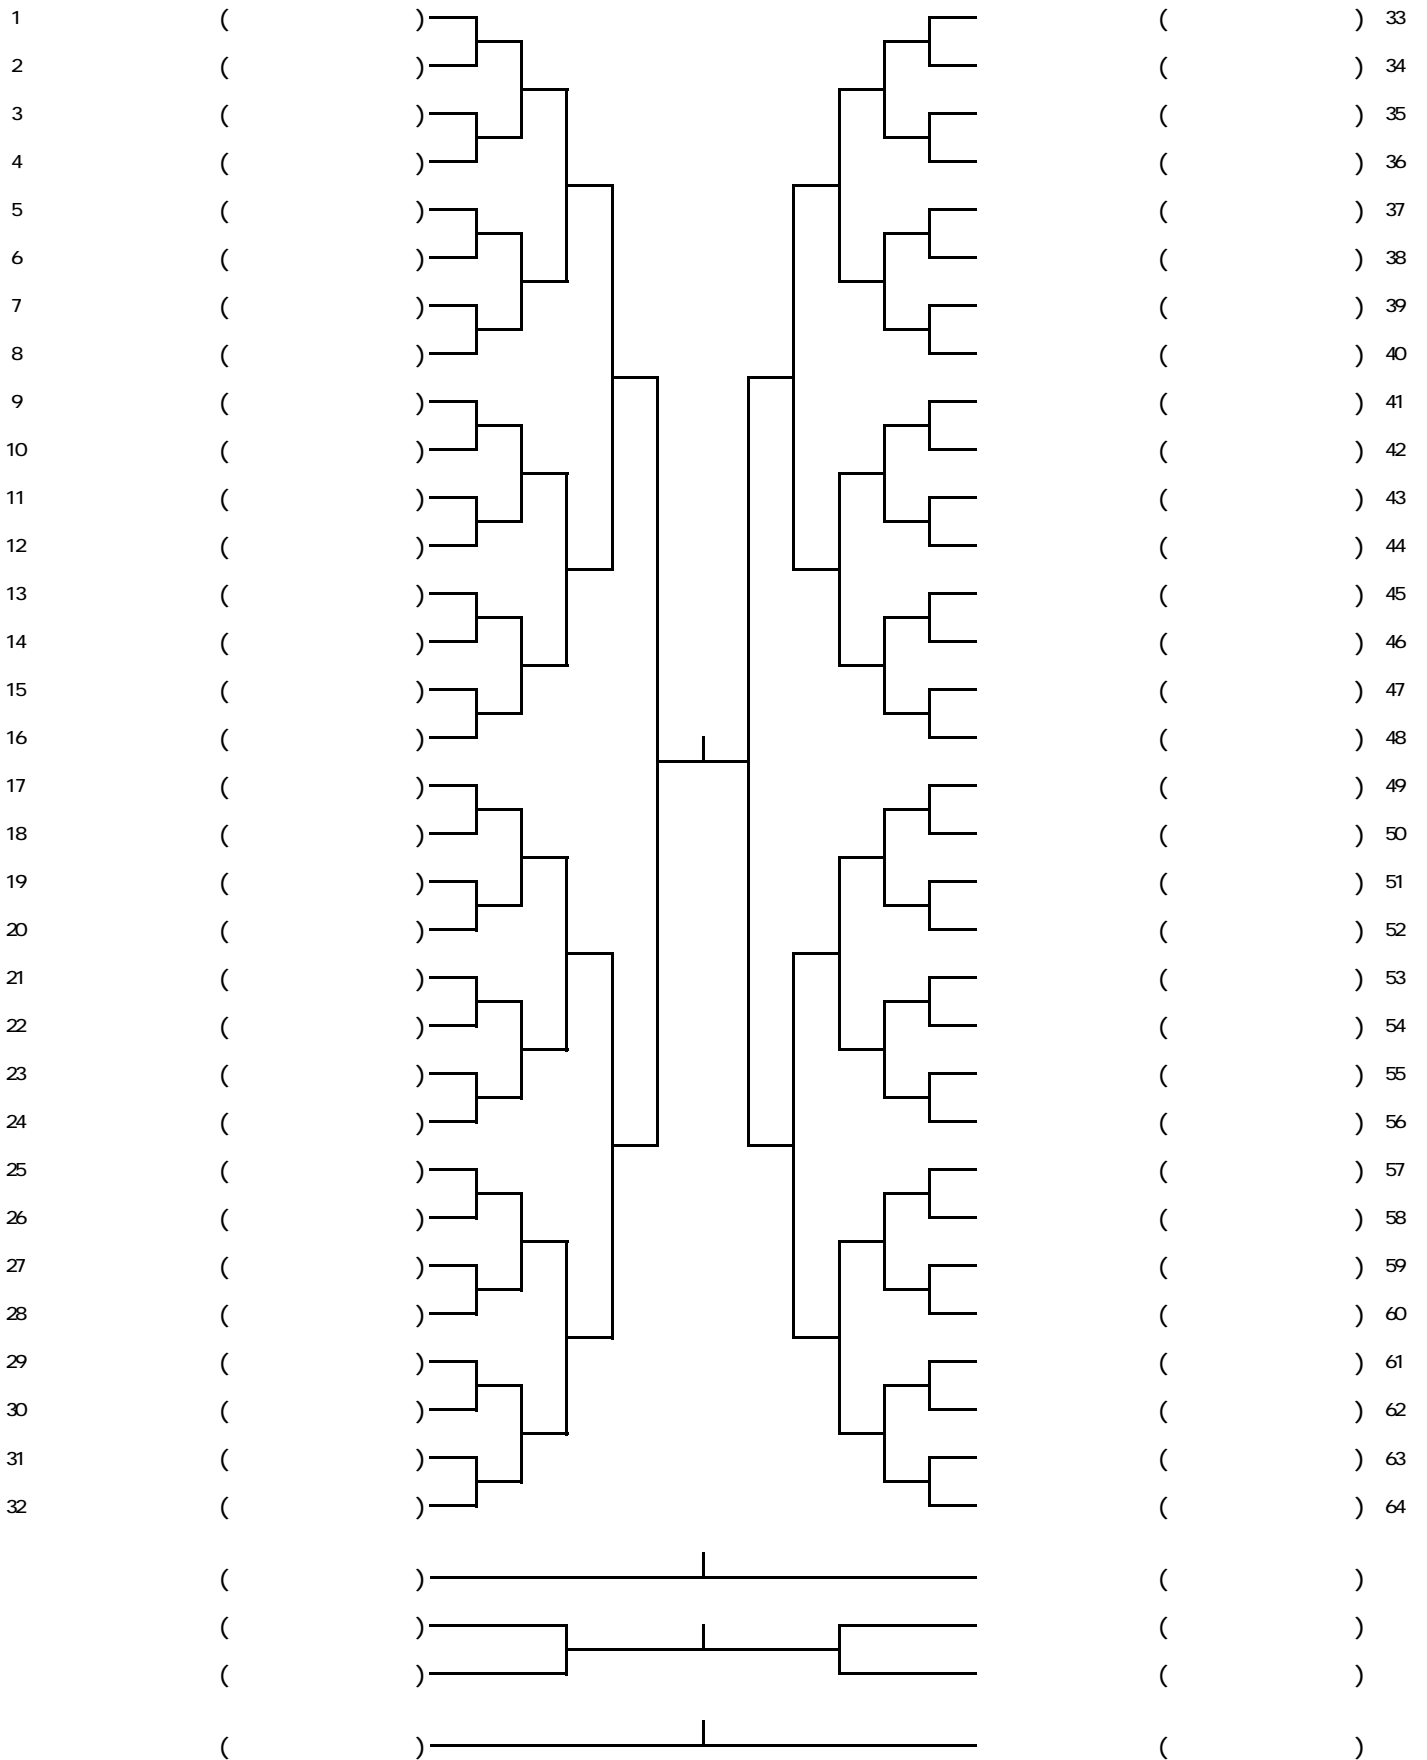 1 ( ) ( ) 33
2 ( ) ( ) 34
3 ( ) ( ) 35
4 ( ) ( ) 36
5 ( ) ( ) 37
6 ( ) ( ) 38
7 ( ) ( ) 39
8 ( ) ( ) 40
9 ( ) ( ) 41
10 ( ) ( ) 42
11 ( ) ( ) 43
12 ( ) ( ) 44
13 ( ) ( ) 45
14 ( ) ( ) 46
15 ( ) ( ) 47
16 ( ) ( ) 48
17 ( ) ( ) 49
18 ( ) ( ) 50
19 ( ) ( ) 51
20 ( ) ( ) 52
21 ( ) ( ) 53
22 ( ) ( ) 54
23 ( ) ( ) 55
24 ( ) ( ) 56
25 ( ) ( ) 57
26 ( ) ( ) 58
27 ( ) ( ) 59
28 ( ) ( ) 60
29 ( ) ( ) 61
30 ( ) ( ) 62
31 ( ) ( ) 63
32 ( ) ( ) 64
( ) ( )
( ) ( )
( ) ( )
( ) ( )